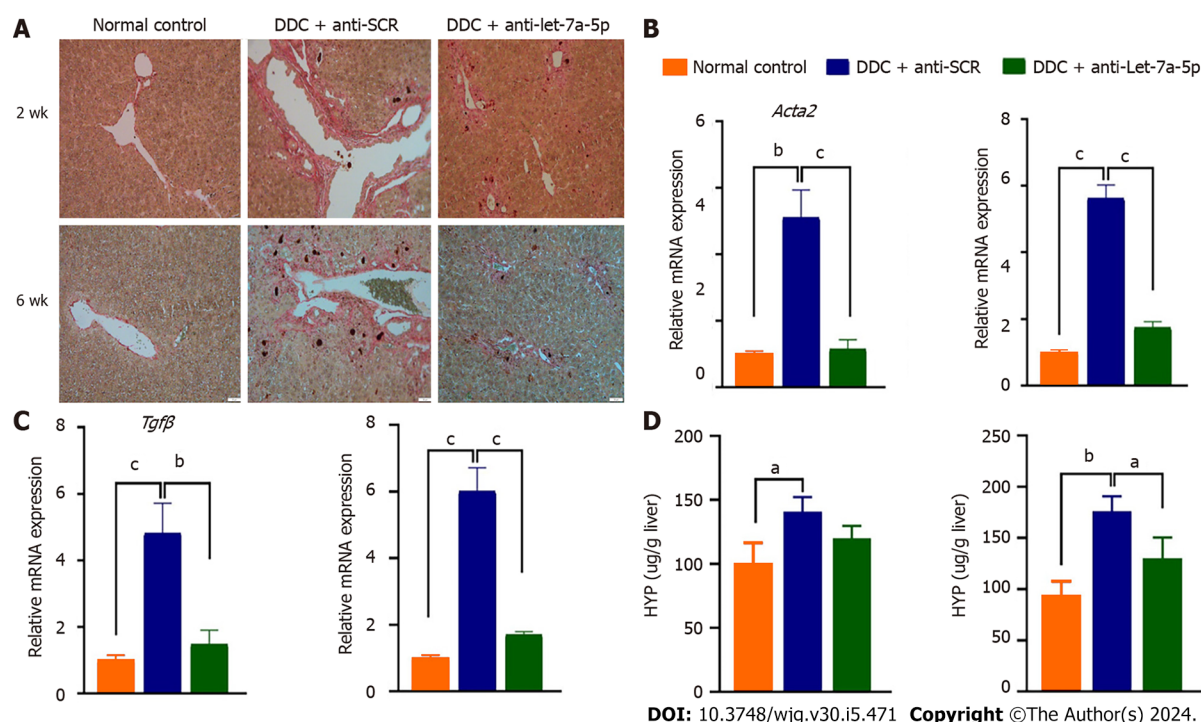 A Normal control DDC + anti-SCR DDC + anti-let-7a-5p
2 wk
6 wk
B
Normal control DDC + anti-SCR DDC + anti-Let-7a-5p
Acta2
Relative mRNA expression
6
4
2
0
b c
Relative mRNA expression
8
6
4
2
0
c c
C
Tgfβ
Relative mRNA expression
8
6
4
2
0
c b
Relative mRNA expression
8
6
4
2
0
c c
D
HYP (ug/g liver)
200
150
100
50
0
a
HYP (ug/g liver)
250
200
150
100
50
0
b a
DOI: 10.3748/wjg.v30.i5.471 Copyright ©The Author(s) 2024.